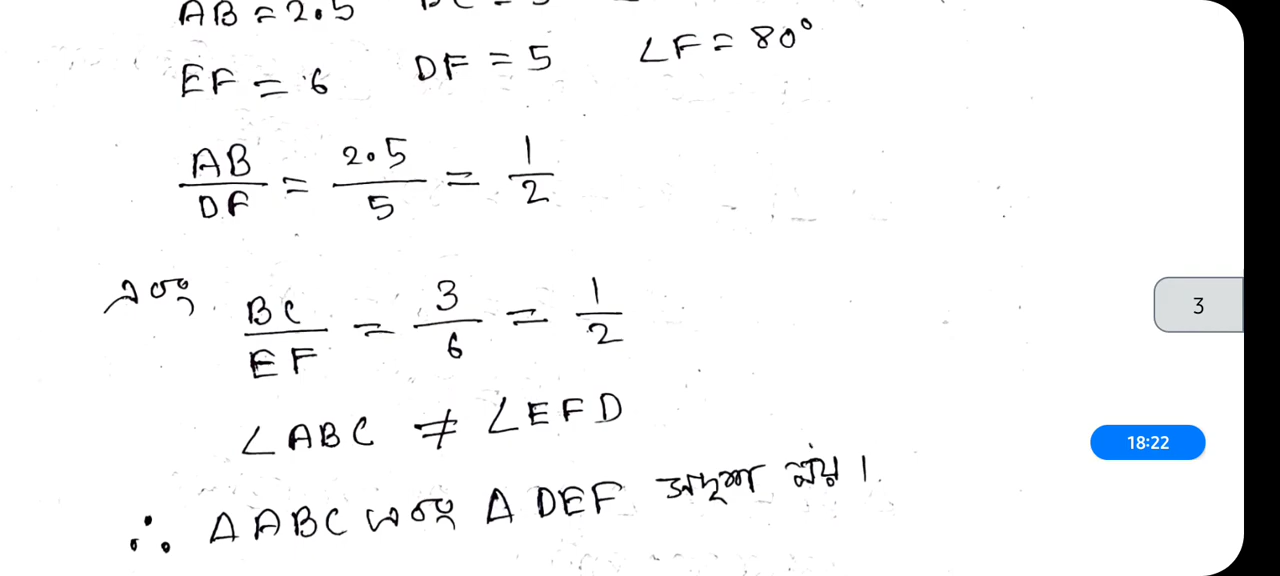 AB = 2.5
EF = 6 DF = 5 ∠F = 80°
AB/DF = 2.5/5 = 1/2
এবং BC/EF = 3/6 = 1/2
3
∠ABC ≠ ∠EFD
18:22
∴ ΔABC এবং ΔDEF সদৃশ নয়।